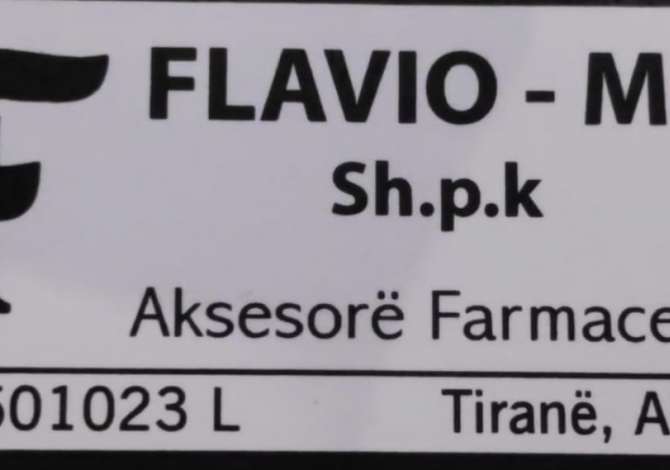 FLAVIO - M
Sh.p.k
Aksesorë Farmace
501023 L Tiranë, A